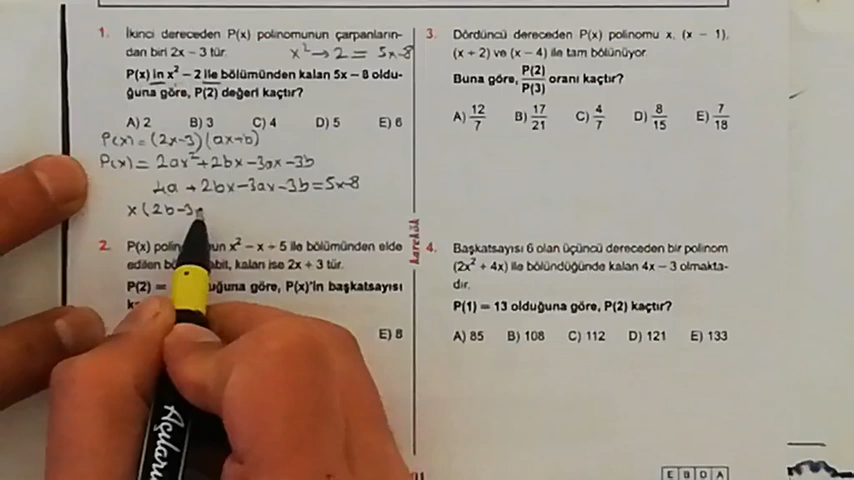 1. İkinci dereceden P(x) polinomunun çarpanların-
dan biri 2x – 3 tür.
x² → 2 = 5x-8
P(x) in x² – 2 ile bölümünden kalan 5x – 8 oldu-
ğuna göre, P(2) değeri kaçtır?
A) 2 B) 3 C) 4 D) 5 E) 6
P(x) = (2x-3)(ax+b)
P(x) = 2ax² + 2bx - 3ax - 3b
4a + 2bx - 3ax - 3b = 5x-8
x (2b-3
2. P(x) x² – x + 5 ile bölümünden elde
edilen kalan ise 2x + 3 tür.
P(2) = göre, P(x)'in başkatsayısı
E) 8
3. Dördüncü dereceden P(x) polinomu x, (x – 1),
(x + 2) ve (x – 4) ile tam bölünüyor.
Buna göre, P(2)/P(3) oranı kaçtır?
A) 12/7 B) 17/21 C) 4/7 D) 8/15 E) 7/18
karekök
4. Başkatsayısı 6 olan üçüncü dereceden bir polinom
(2x² + 4x) ile bölündüğünde kalan 4x – 3 olmakta-
dır.
P(1) = 13 olduğuna göre, P(2) kaçtır?
A) 85 B) 108 C) 112 D) 121 E) 133
E B D A